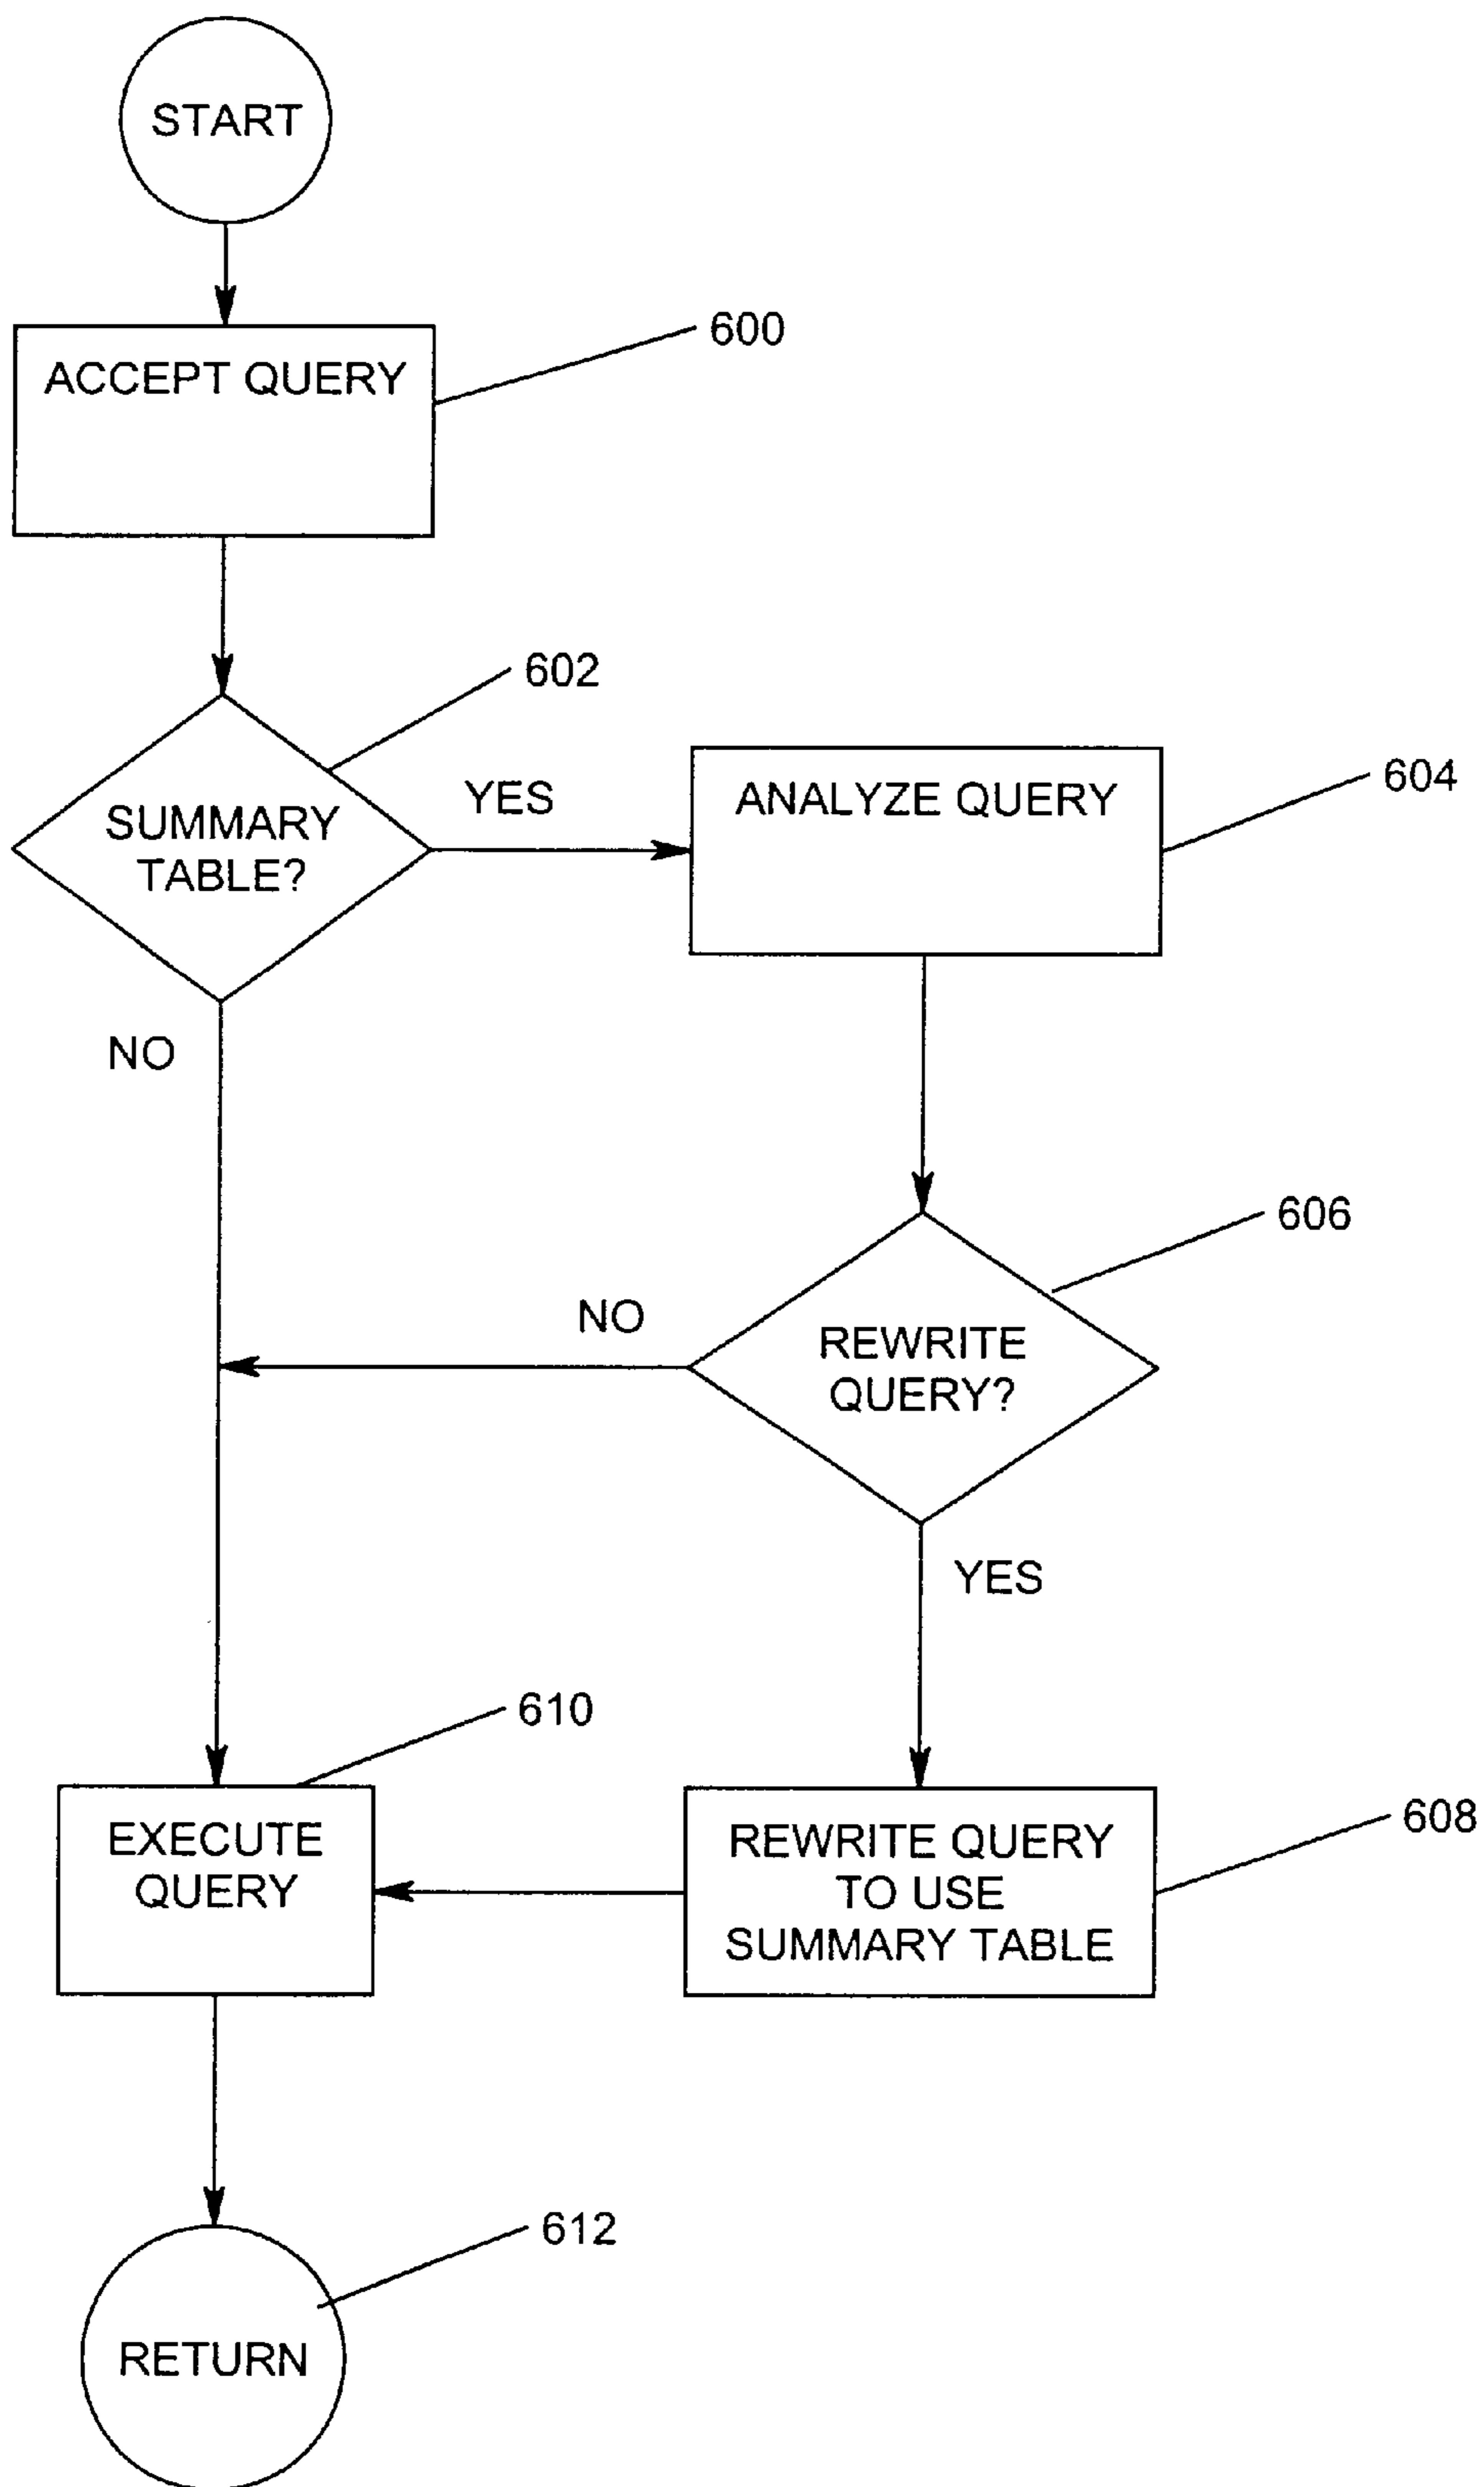 START
600
ACCEPT QUERY
602
SUMMARY
TABLE?
YES
NO
604
ANALYZE QUERY
606
REWRITE
QUERY?
NO
YES
610
EXECUTE
QUERY
608
REWRITE QUERY
TO USE
SUMMARY TABLE
612
RETURN